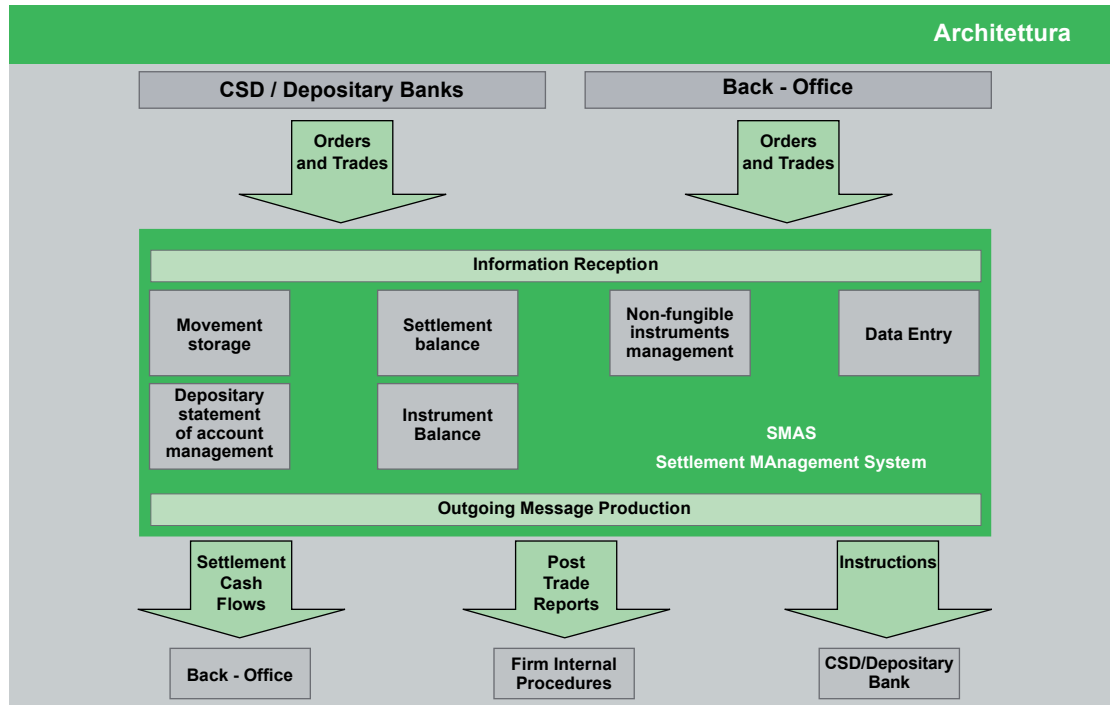 Architettura
CSD / Depositary Banks
Back - Office
Orders
and Trades
Orders
and Trades
Information Reception
Movement
storage
Settlement
balance
Non-fungible
instruments
management
Data Entry
Depositary
statement
of account
management
Instrument
Balance
SMAS
Settlement MAnagement System
Outgoing Message Production
Settlement
Cash
Flows
Post
Trade
Reports
Instructions
Back - Office
Firm Internal
Procedures
CSD/Depositary
Bank